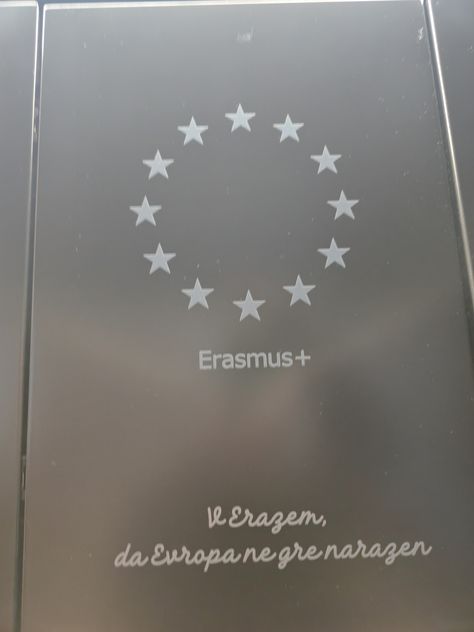 Erasmus+
V Erazem,
da Evropa ne gre narazen